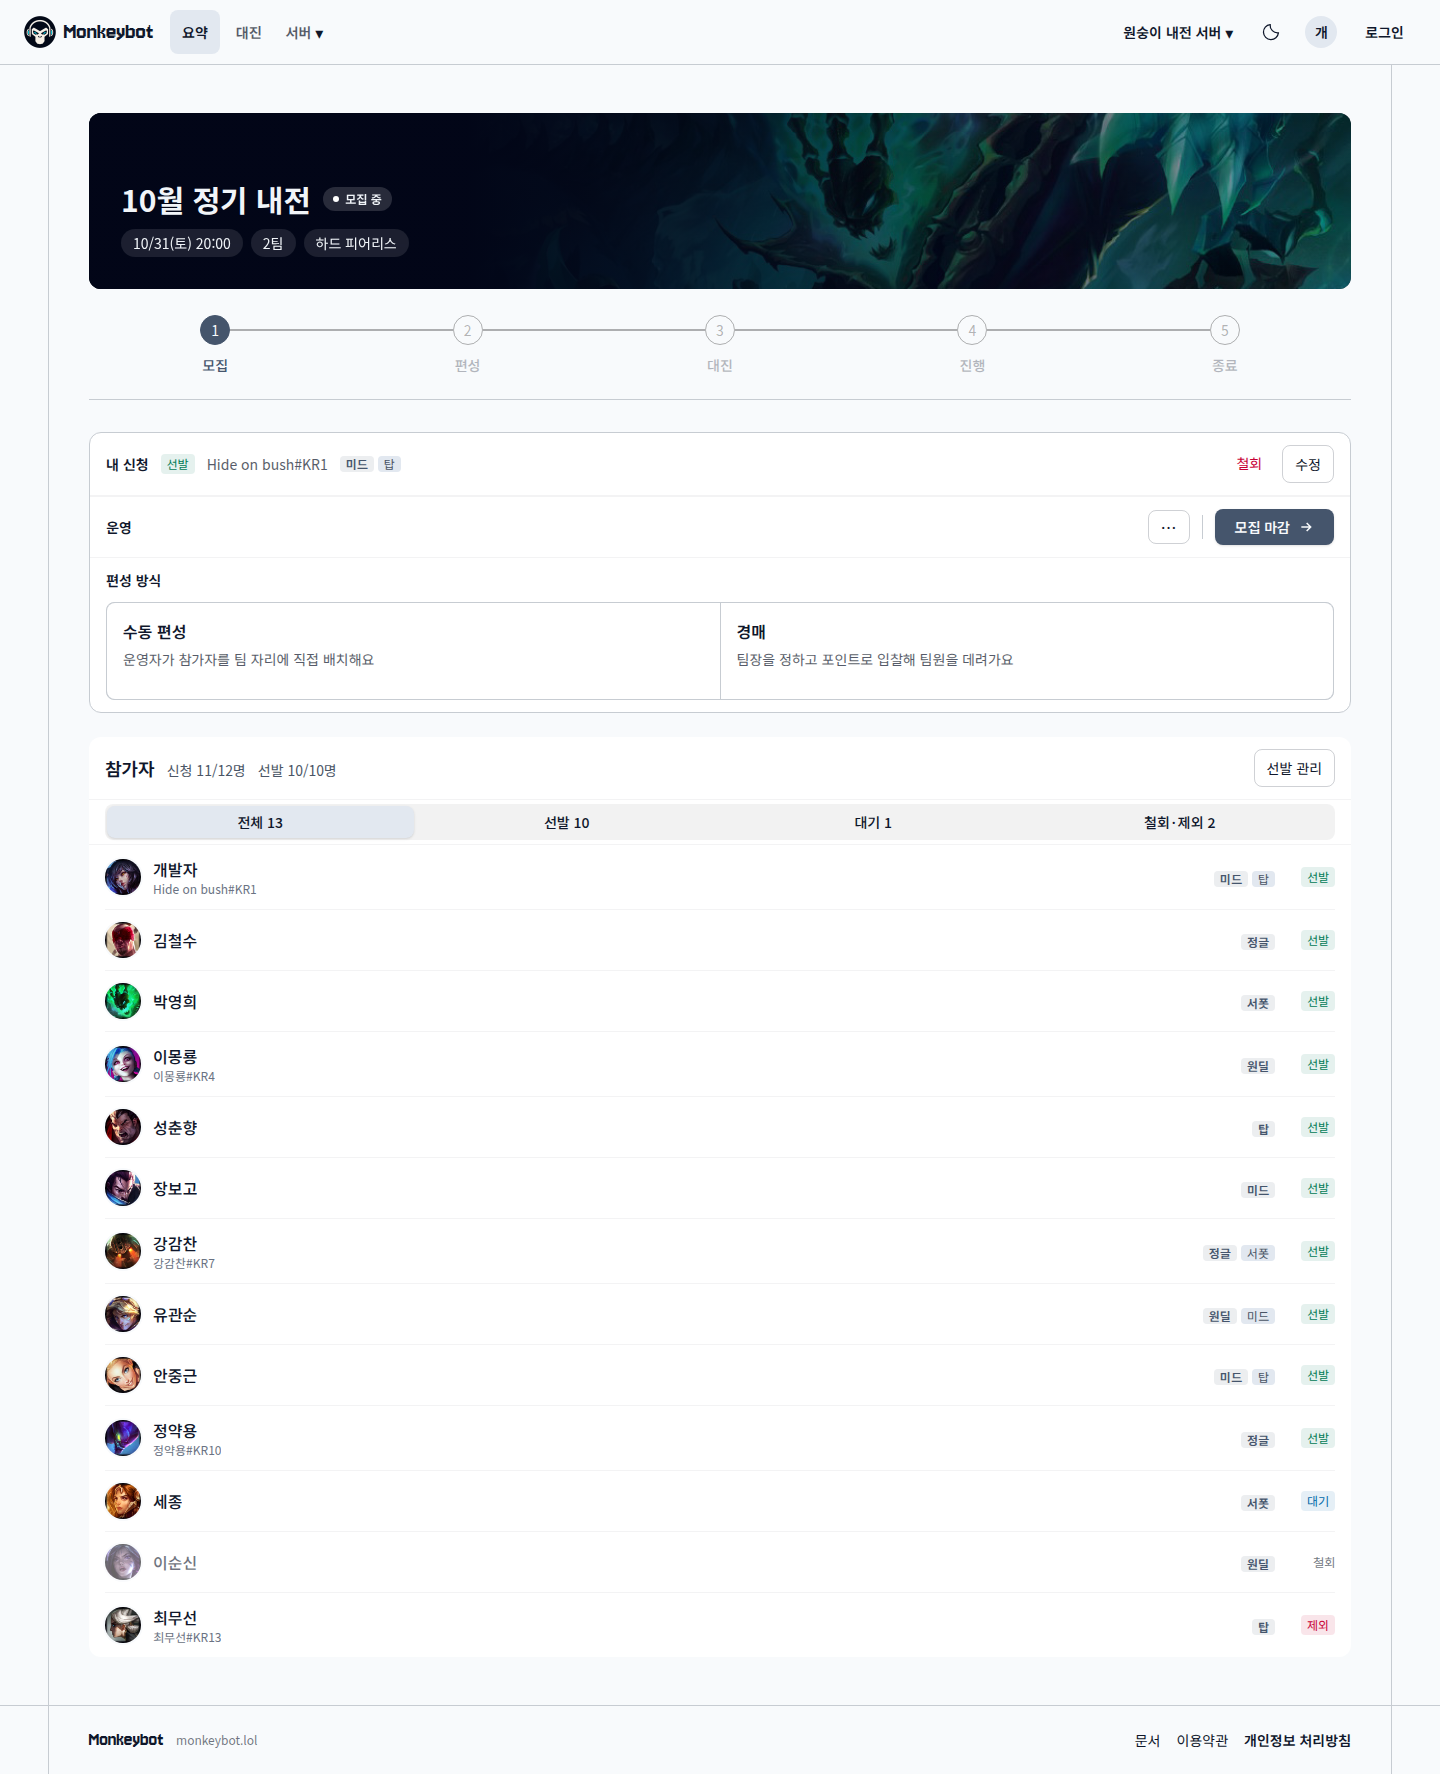 Monkeybot 요약 대진 서버 ▾ 원숭이 내전 서버 ▾ 개 로그인
10월 정기 내전 모집 중
10/31(토) 20:00 2팀 하드 피어리스
1 2 3 4 5
모집 편성 대진 진행 종료
내 신청 선발 Hide on bush#KR1 미드 탑 철회 수정
운영 ··· 모집 마감 →
편성 방식
수동 편성 경매
운영자가 참가자를 팀 자리에 직접 배치해요 팀장을 정하고 포인트로 입찰해 팀원을 데려가요
참가자 신청 11/12명 선발 10/10명 선발 관리
전체 13 선발 10 대기 1 철회·제외 2
개발자
Hide on bush#KR1 미드 탑 선발
김철수 정글 선발
박영희 서폿 선발
이몽룡
이몽룡#KR4 원딜 선발
성춘향 탑 선발
장보고 미드 선발
강감찬
강감찬#KR7 정글 서폿 선발
유관순 원딜 미드 선발
안중근 미드 탑 선발
정약용
정약용#KR10 정글 선발
세종 서폿 대기
이순신 원딜 철회
최무선
최무선#KR13 탑 제외
Monkeybot monkeybot.lol 문서 이용약관 개인정보 처리방침